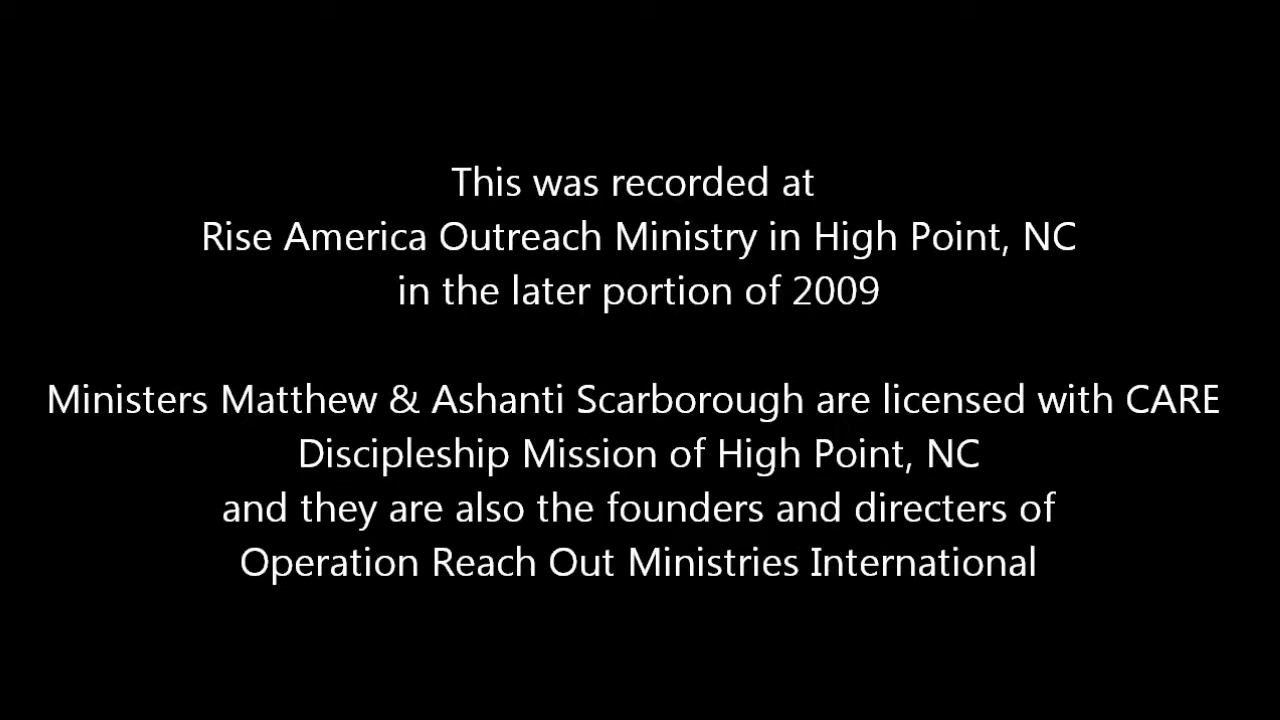 This was recorded at
Rise America Outreach Ministry in High Point, NC
in the later portion of 2009
Ministers Matthew & Ashanti Scarborough are licensed with CARE
Discipleship Mission of High Point, NC
and they are also the founders and directers of
Operation Reach Out Ministries International